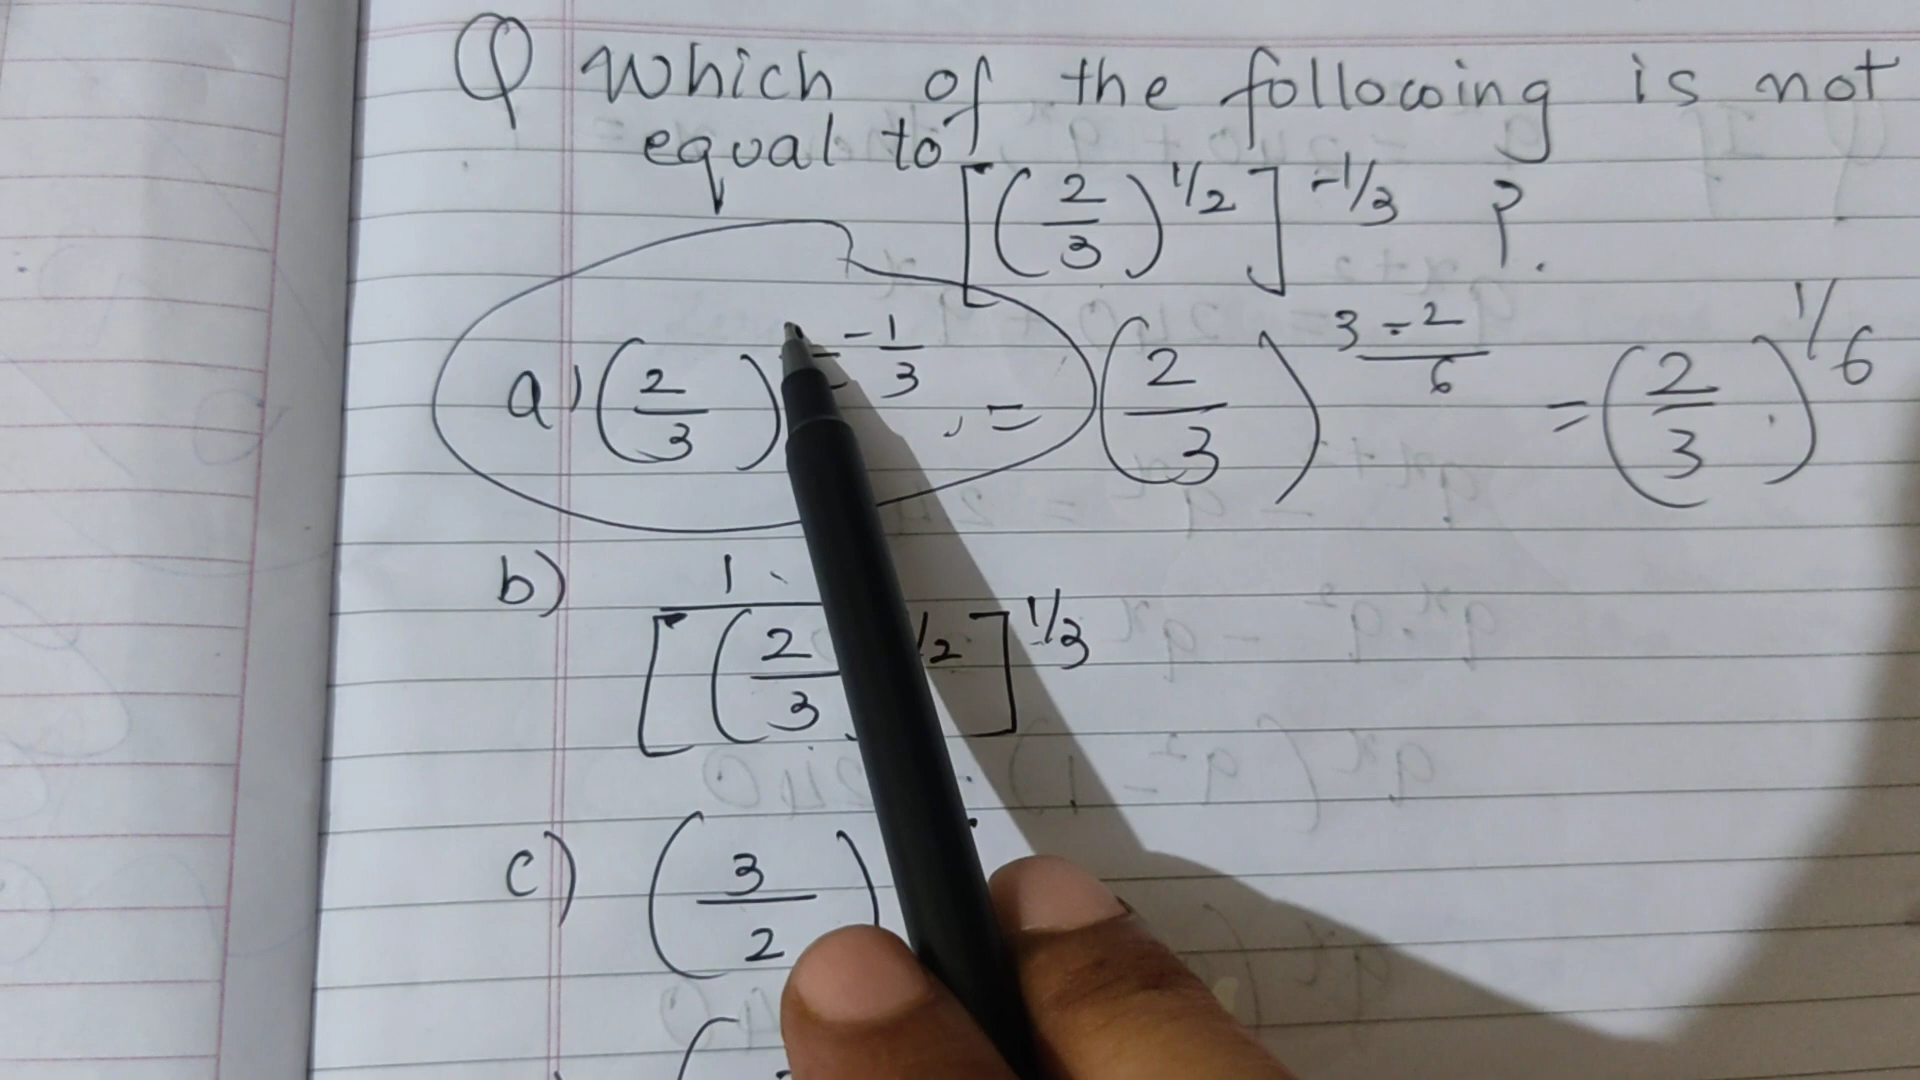 Q Which of the following is not
equal to [(2/3)^1/2]^-1/3 ?.
a) (2/3) - 1/3 , = (2/3)^(3-2)/6 = (2/3)^1/6
b) 1 / [(2/3) /2]^1/3
c) (3/2)